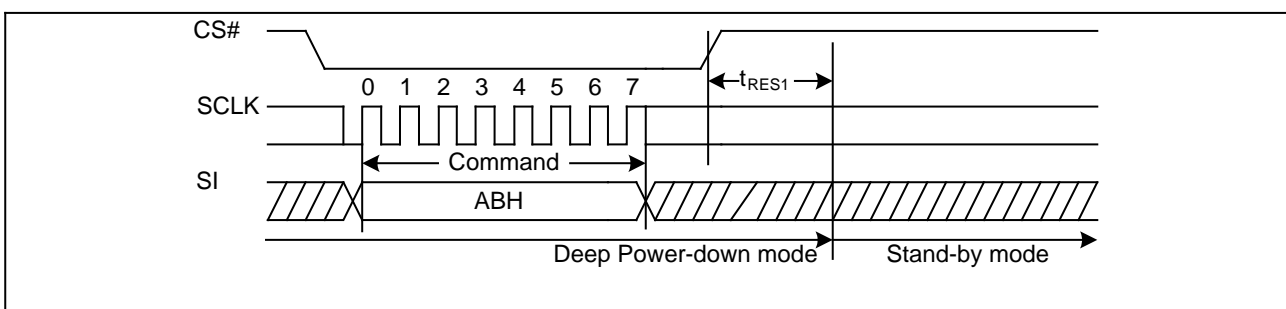 CS#
tRES1
0 1 2 3 4 5 6 7
SCLK
Command
SI
ABH
Deep Power-down mode Stand-by mode